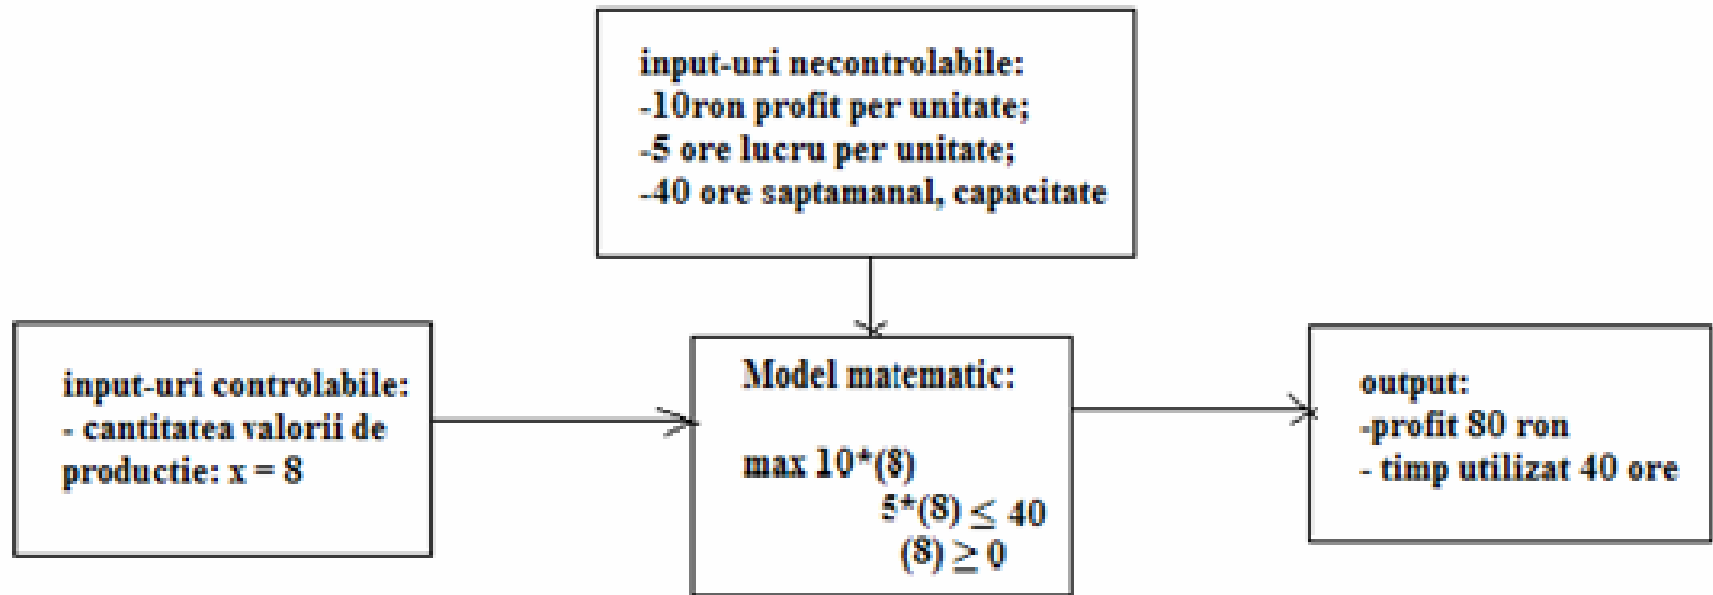 input-uri necontrolabile:
-10ron profit per unitate;
-5 ore lucru per unitate;
-40 ore saptamanal, capacitate
input-uri controlabile:
- cantitatea valorii de
productie: x = 8
Model matematic:
max 10*(8)
5*(8) ≤ 40
(8) ≥ 0
output:
-profit 80 ron
- timp utilizat 40 ore